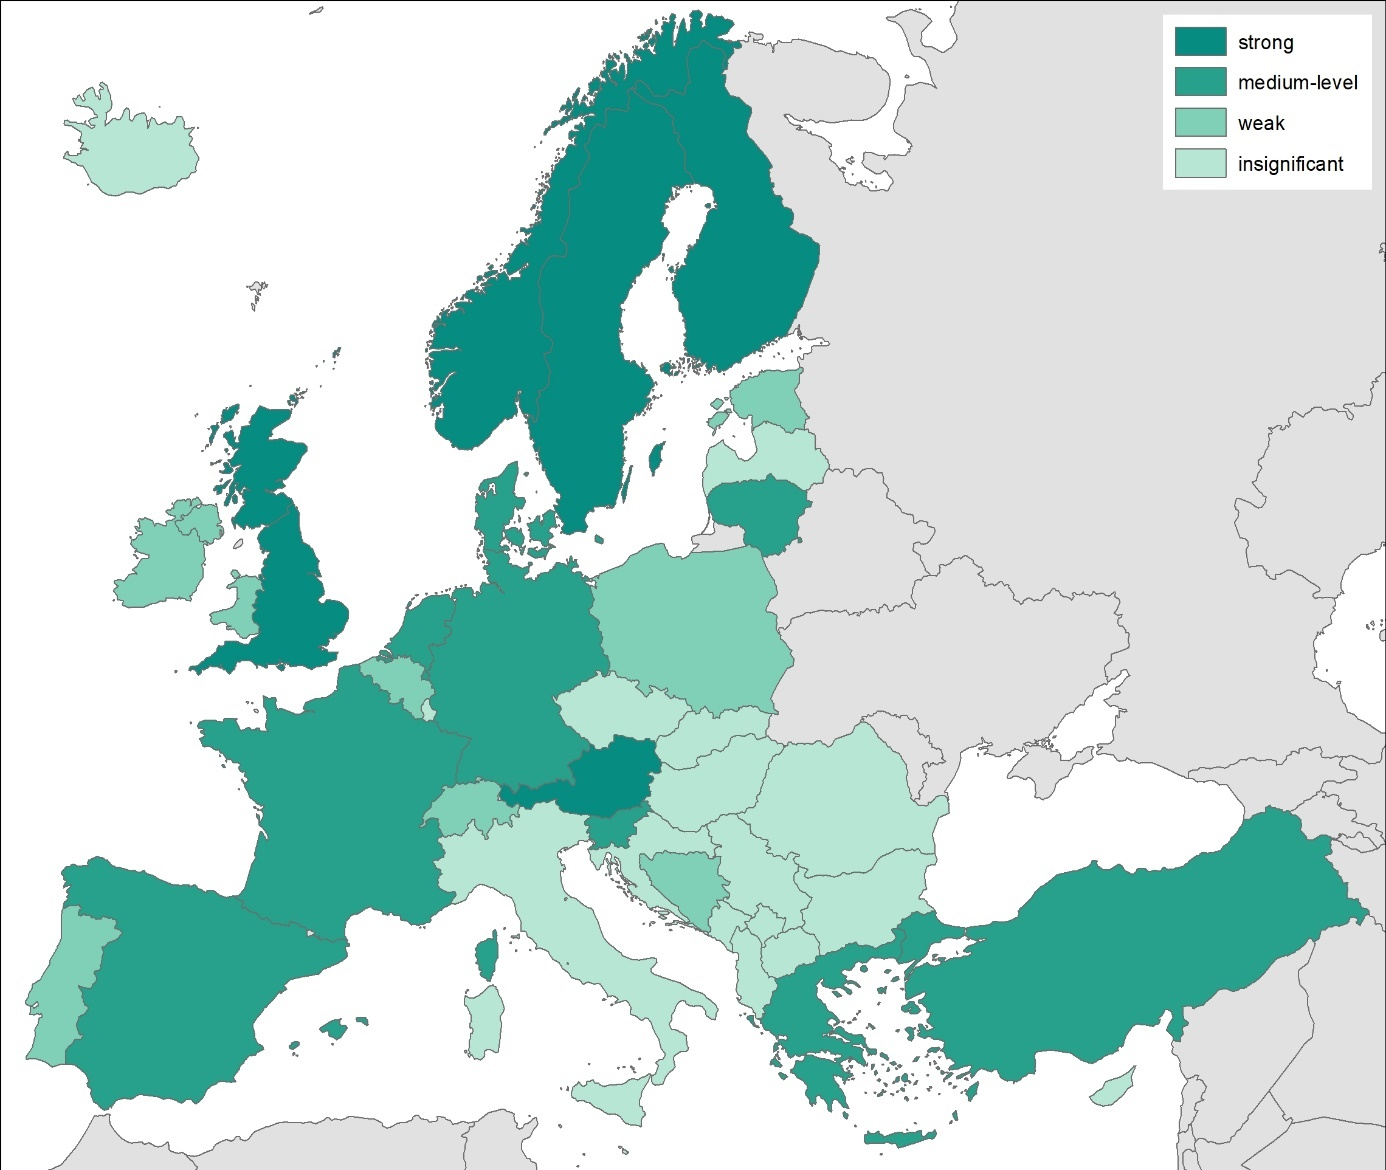 strong
medium-level
weak
insignificant